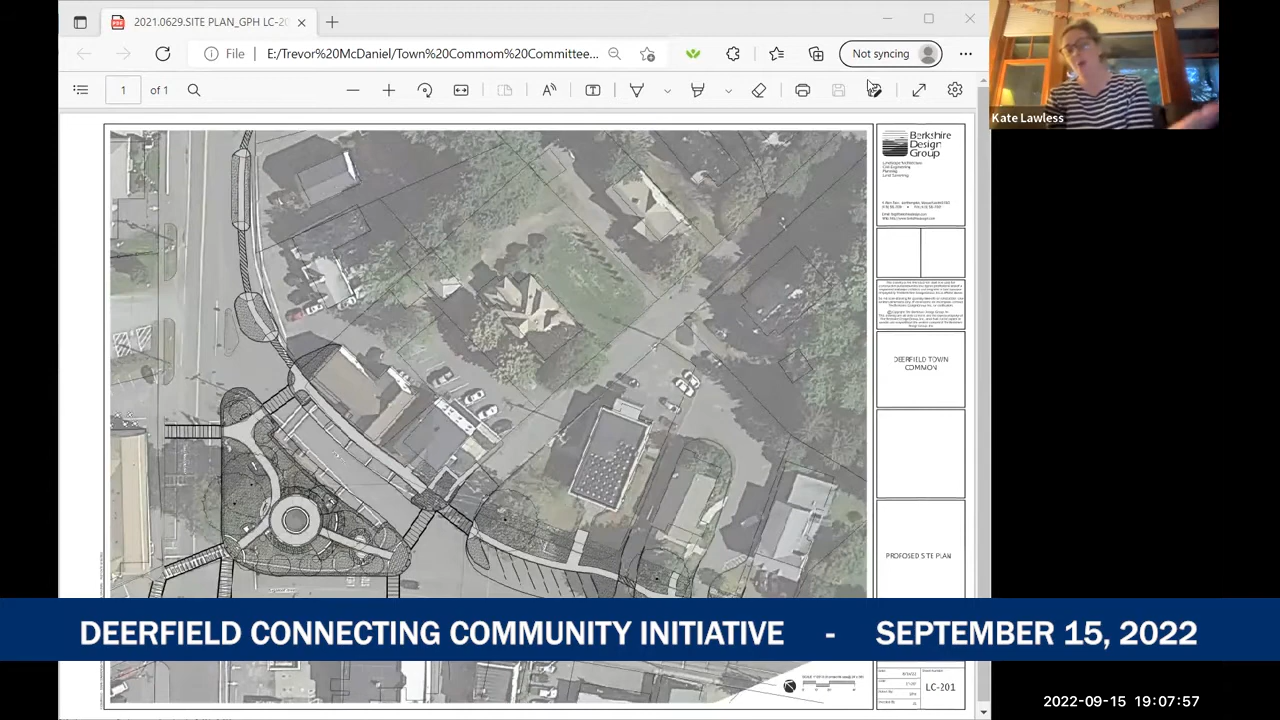 2021.0629.SITE PLAN_GPH LC-20
File
E:/Trevor%20McDaniel/Town%20Commom%20Committee...
Not syncing
1 of 1
Kate Lawless
Berkshire
Design
Group
DEERFIELD TOWN
COMMON
PROPOSED SITE PLAN
DEERFIELD CONNECTING COMMUNITY INITIATIVE - SEPTEMBER 15, 2022
LC-201
2022-09-15 19:07:57